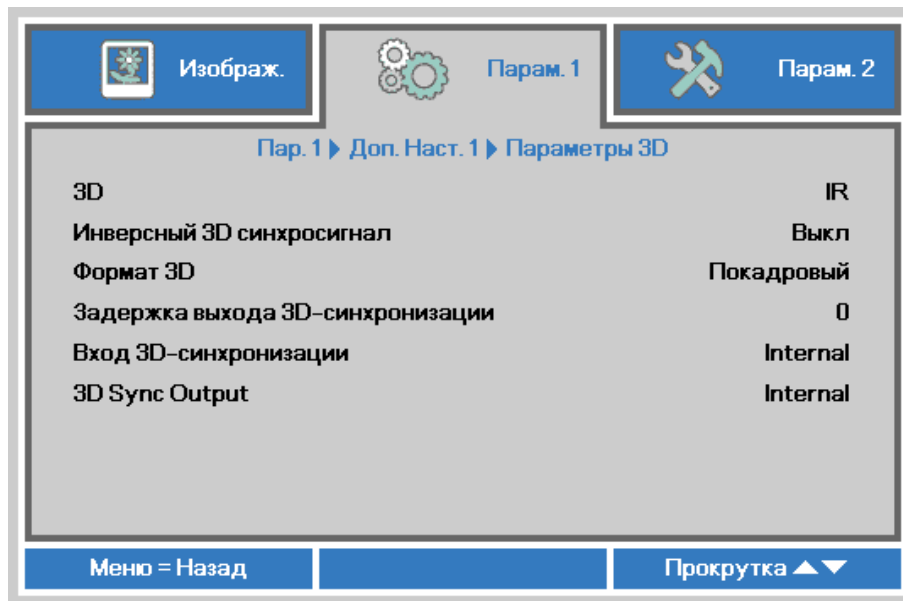 Изображ. Парам. 1 Парам. 2
Пар. 1 Доп. Наст. 1 Параметры 3D
3D IR
Инверсный 3D синхросигнал Выкл
Формат 3D Покадровый
Задержка выхода 3D-синхронизации 0
Вход 3D-синхронизации Internal
3D Sync Output Internal
Меню = Назад Прокрутка